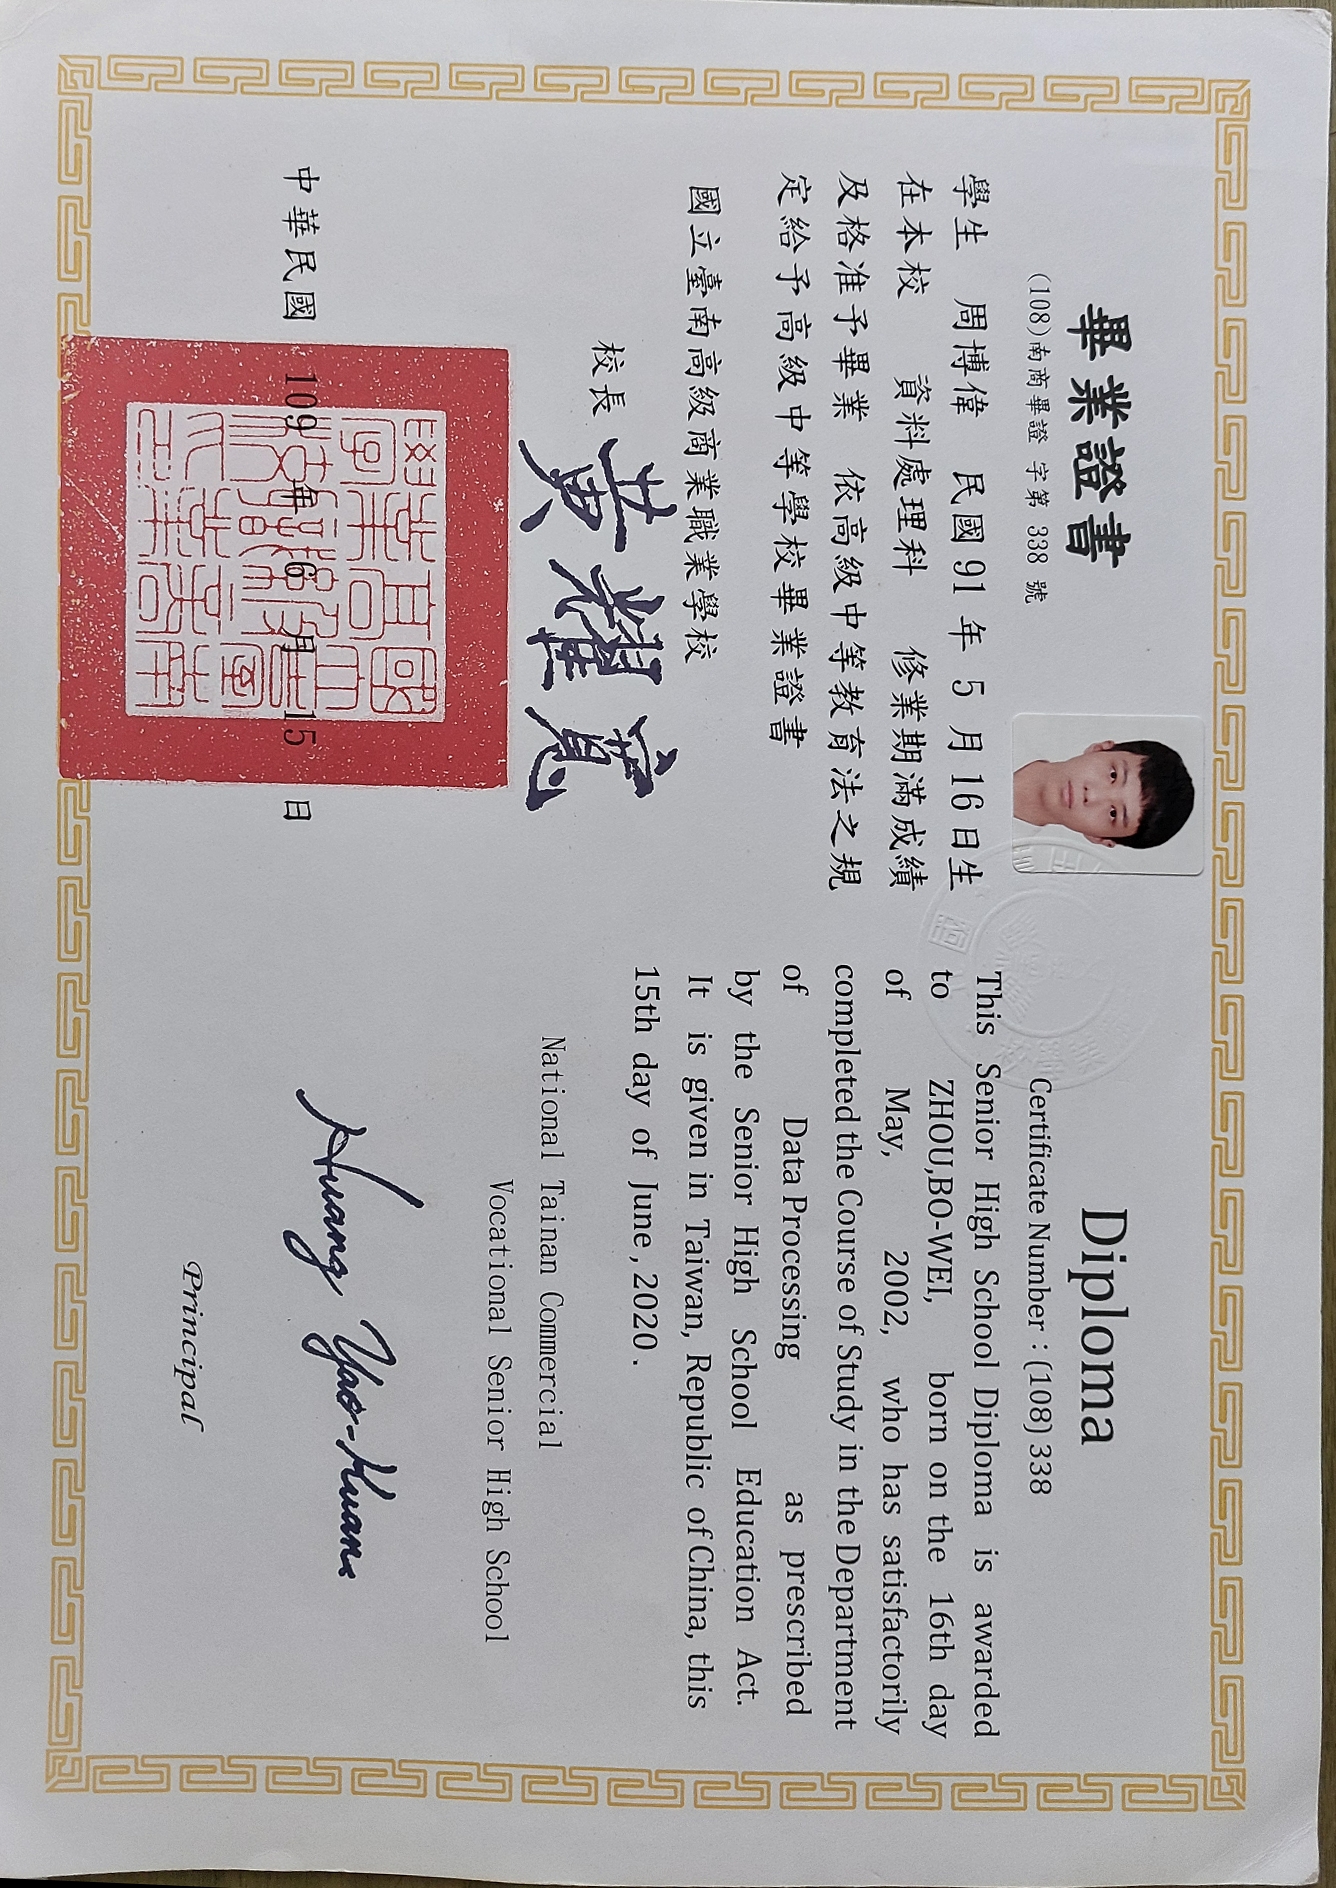 畢業證書
(108)南商畢證 字第 338 號
學生 周博偉 民國 91 年 5 月 16 日生
在本校 資料處理科 修業期滿成績
及格准予畢業 依高級中等教育法之規
定給予高級中等學校畢業證書
國立臺南高級商業職業學校
校長 黃耀寬
國立臺南
高級商
業職業
學校印
中華民國 109 年 6 月 15 日
Diploma
Certificate Number：(108) 338
This Senior High School Diploma is awarded
to ZHOU,BO-WEI, born on the 16th day
of May, 2002, who has satisfactorily
completed the Course of Study in the Department
of Data Processing as prescribed
by the Senior High School Education Act.
It is given in Taiwan, Republic of China, this
15th day of June, 2020.
National Tainan Commercial
Vocational Senior High School
Huang Yao-Kuan
Principal